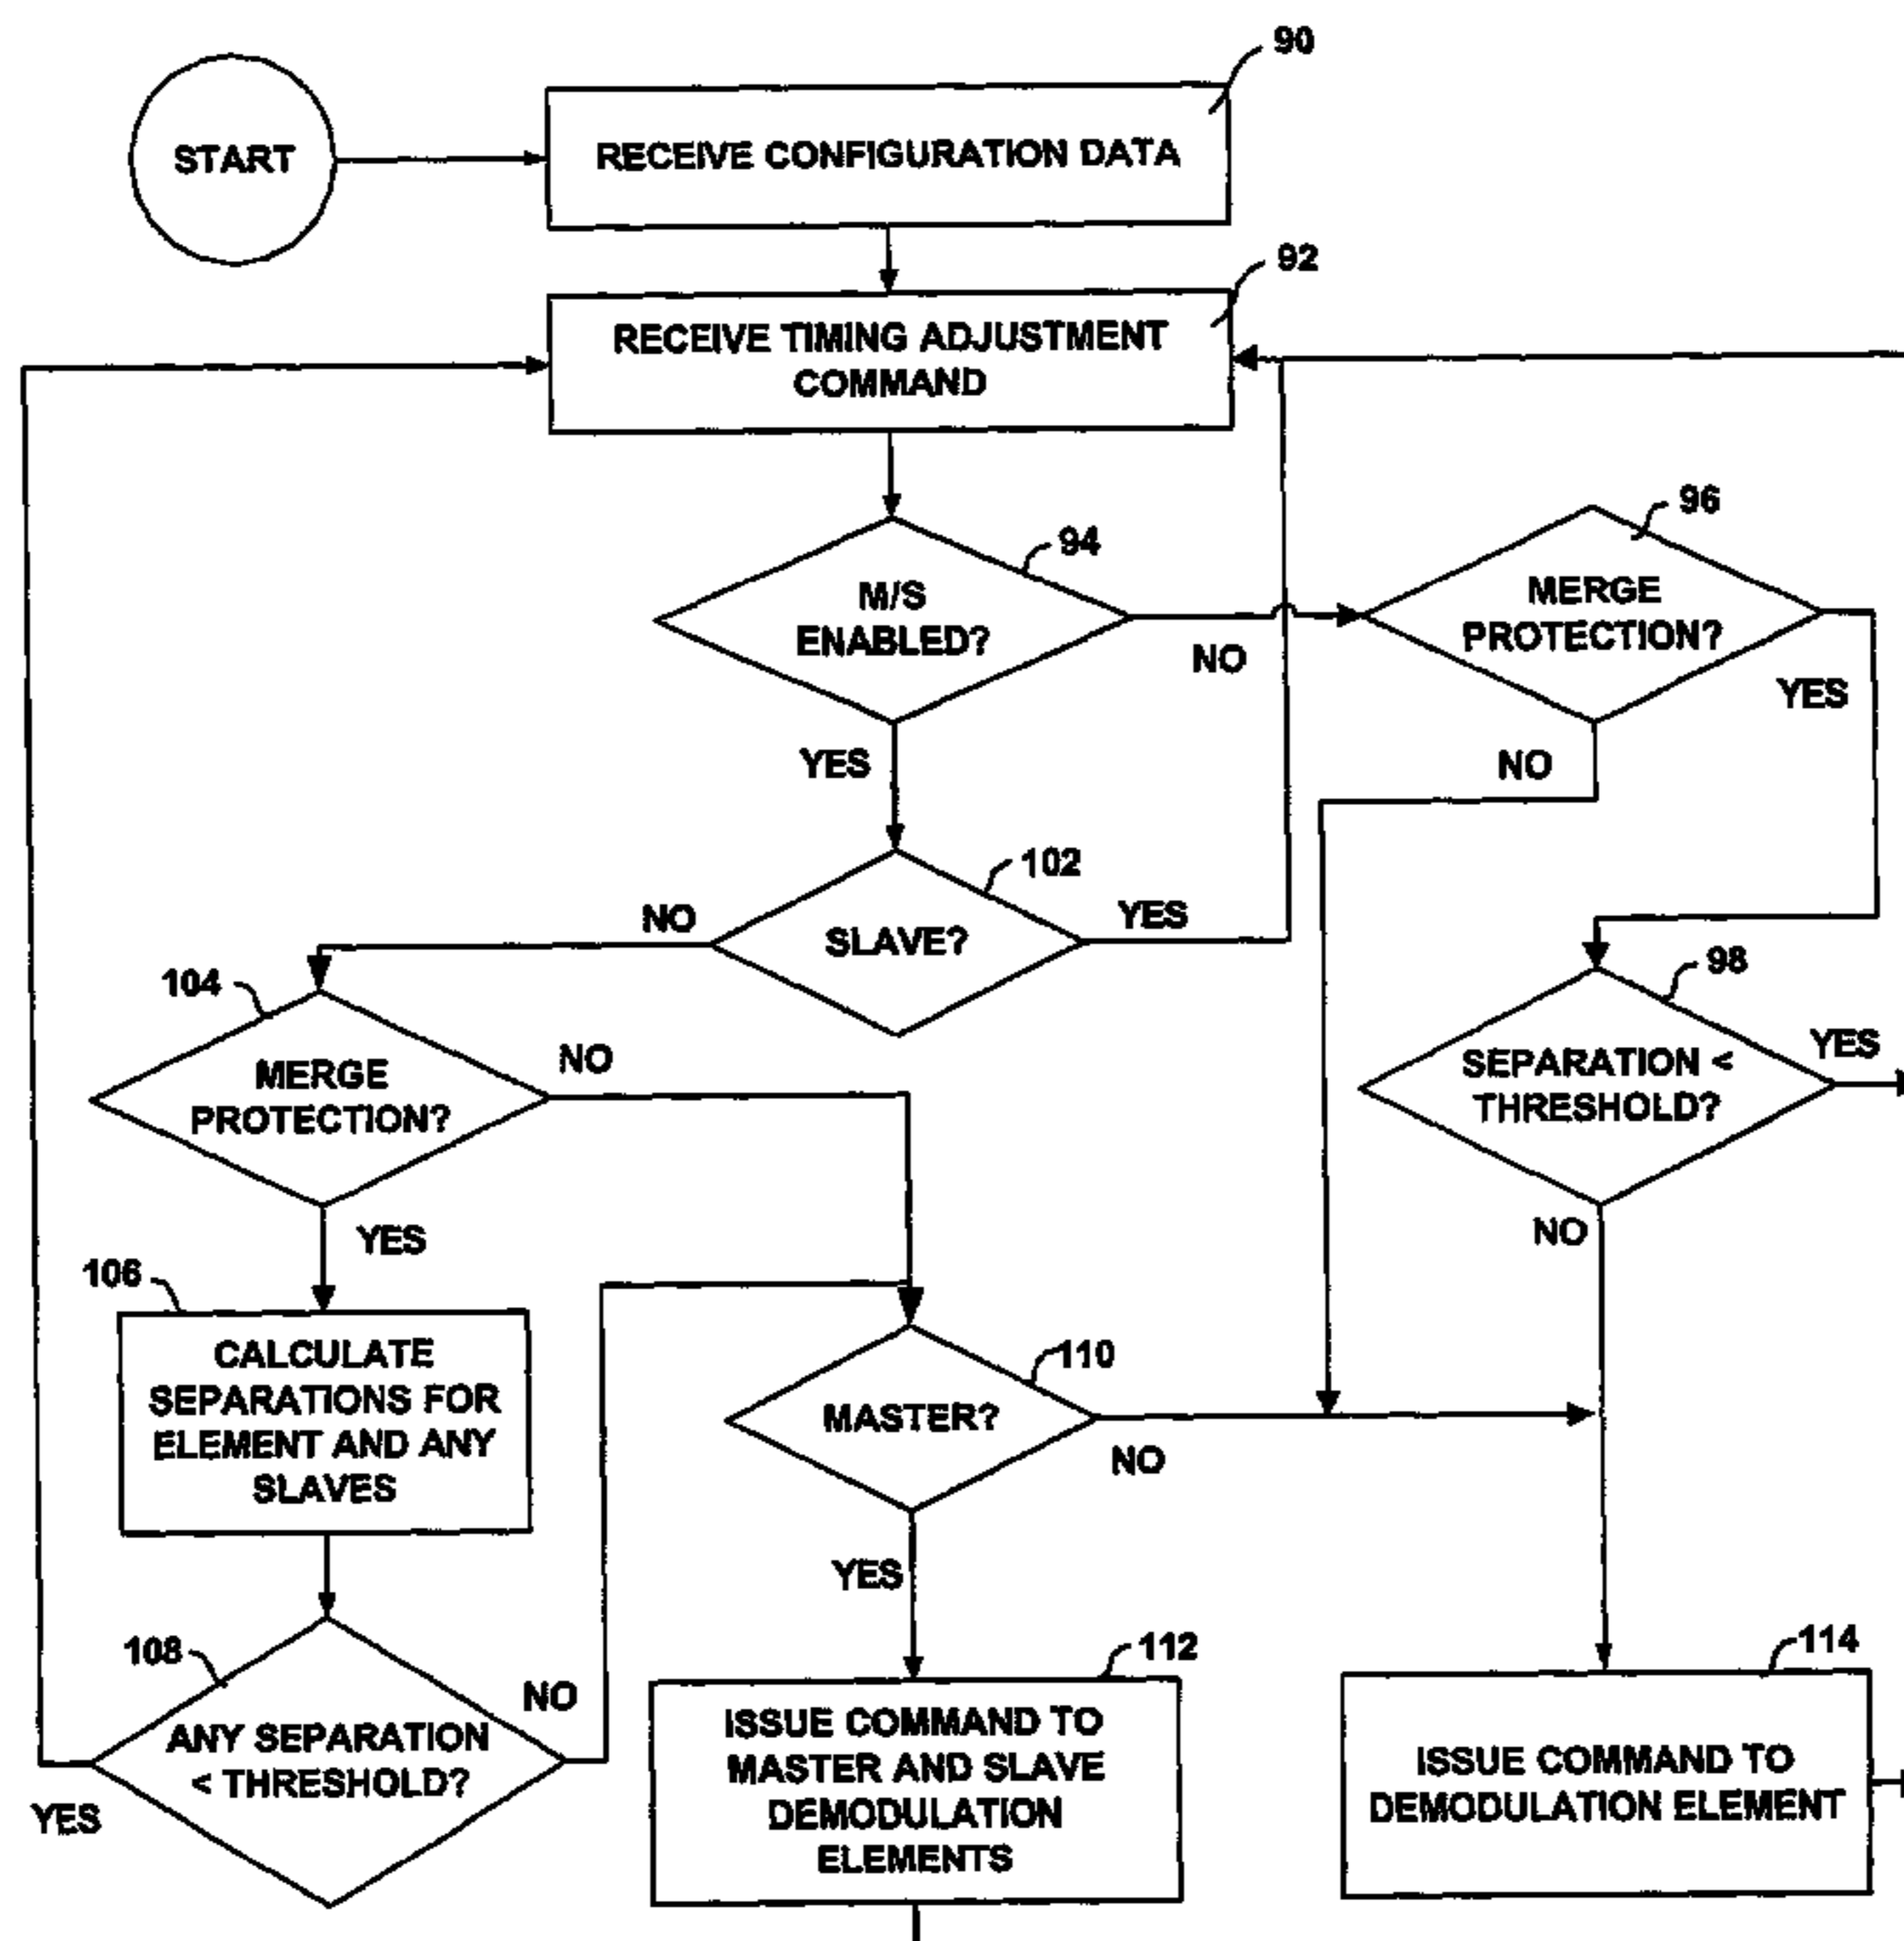 90
START
RECEIVE CONFIGURATION DATA
92
RECEIVE TIMING ADJUSTMENT
COMMAND
94
M/S
ENABLED?
NO
YES
96
MERGE
PROTECTION?
YES
NO
102
SLAVE?
NO
YES
98
SEPARATION <
THRESHOLD?
YES
NO
104
MERGE
PROTECTION?
NO
YES
106
CALCULATE
SEPARATIONS FOR
ELEMENT AND ANY
SLAVES
110
MASTER?
NO
YES
108
ANY SEPARATION
< THRESHOLD?
NO
YES
112
ISSUE COMMAND TO
MASTER AND SLAVE
DEMODULATION
ELEMENTS
114
ISSUE COMMAND TO
DEMODULATION ELEMENT